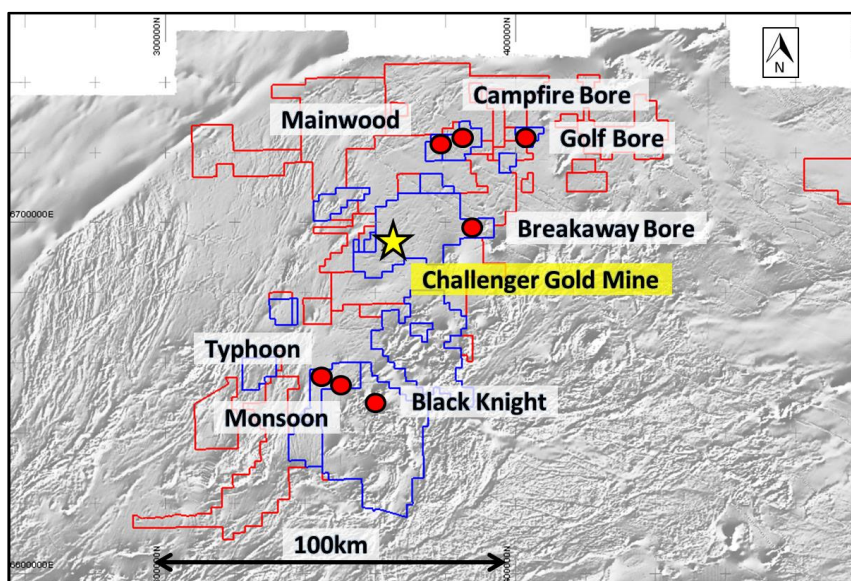 300000N
400000N
N
Campfire Bore
Mainwood
Golf Bore
6700000E
Breakaway Bore
Challenger Gold Mine
Typhoon
Black Knight
Monsoon
100km
6600000E